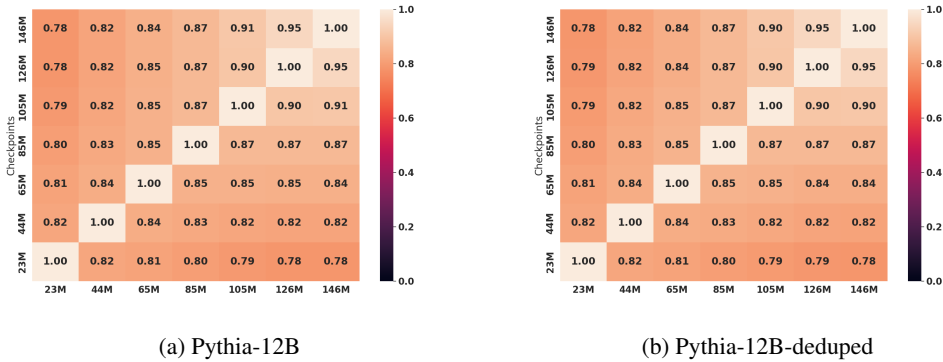 146M 0.78 0.82 0.84 0.87 0.91 0.95 1.00
126M 0.78 0.82 0.85 0.87 0.90 1.00 0.95
105M 0.79 0.82 0.85 0.87 1.00 0.90 0.91
85M 0.80 0.83 0.85 1.00 0.87 0.87 0.87
65M 0.81 0.84 1.00 0.85 0.85 0.85 0.84
44M 0.82 1.00 0.84 0.83 0.82 0.82 0.82
23M 1.00 0.82 0.81 0.80 0.79 0.78 0.78
23M 44M 65M 85M 105M 126M 146M
Checkpoints
1.0
0.8
0.6
0.4
0.2
0.0
(a) Pythia-12B
146M 0.78 0.82 0.84 0.87 0.90 0.95 1.00
126M 0.79 0.82 0.84 0.87 0.90 1.00 0.95
105M 0.79 0.82 0.85 0.87 1.00 0.90 0.90
85M 0.80 0.83 0.85 1.00 0.87 0.87 0.87
65M 0.81 0.84 1.00 0.85 0.85 0.84 0.84
44M 0.82 1.00 0.84 0.83 0.82 0.82 0.82
23M 1.00 0.82 0.81 0.80 0.79 0.79 0.78
23M 44M 65M 85M 105M 126M 146M
Checkpoints
1.0
0.8
0.6
0.4
0.2
0.0
(b) Pythia-12B-deduped